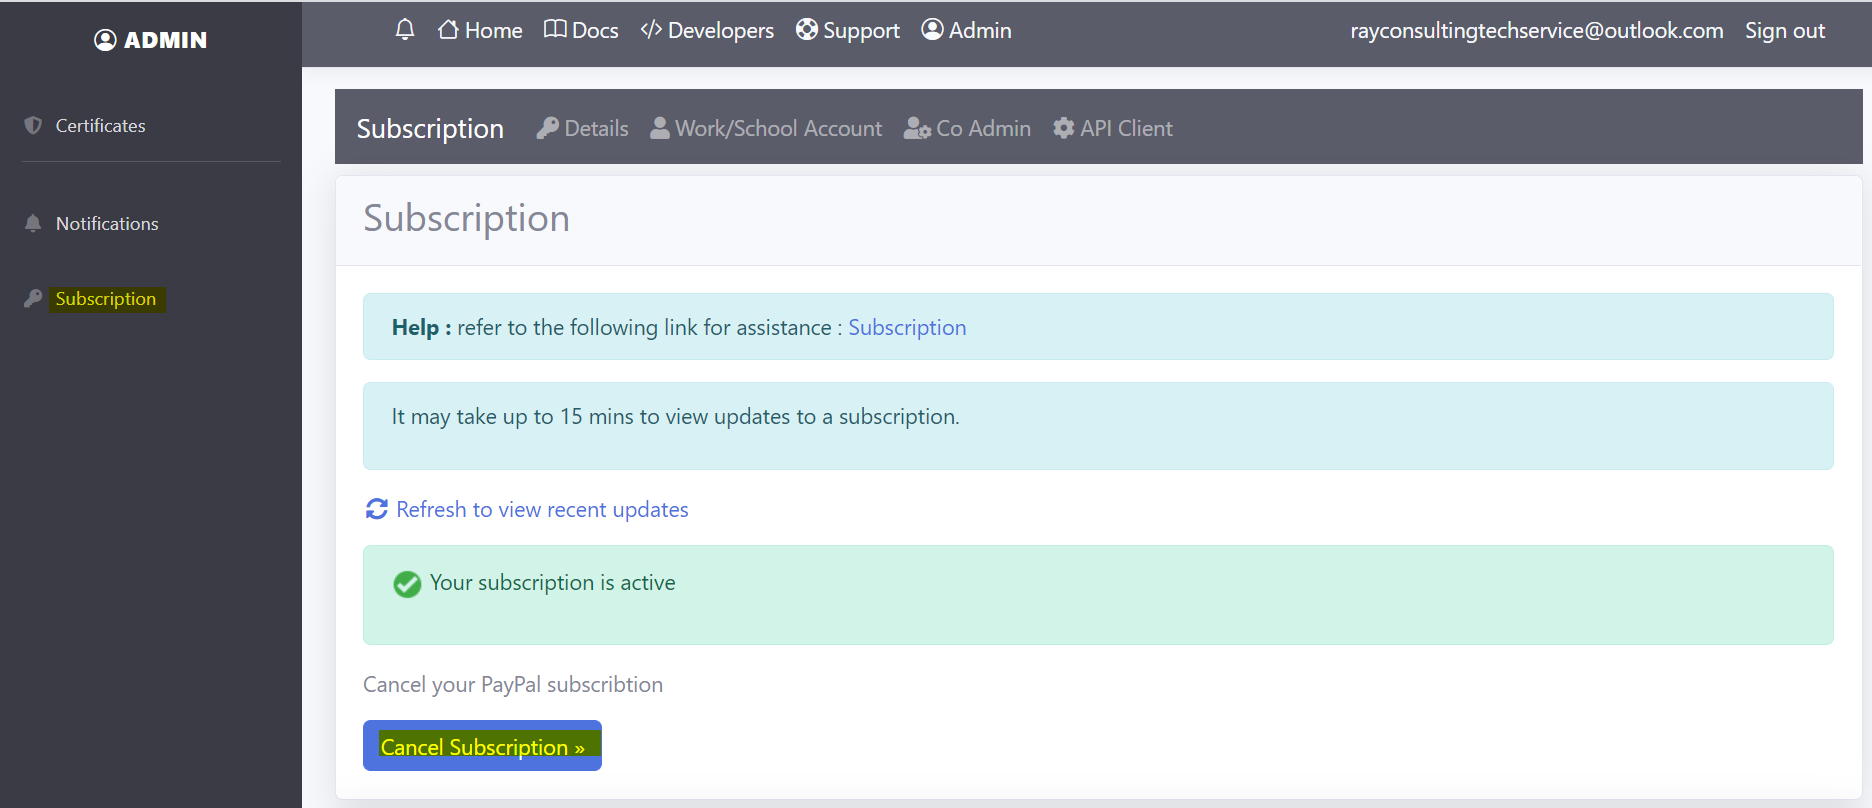 ADMIN
Home Docs Developers Support Admin rayconsultingtechservice@outlook.com Sign out
Certificates
Notifications
Subscription
Subscription Details Work/School Account Co Admin API Client
Subscription
Help : refer to the following link for assistance : Subscription
It may take up to 15 mins to view updates to a subscription.
Refresh to view recent updates
Your subscription is active
Cancel your PayPal subscribtion
Cancel Subscription »